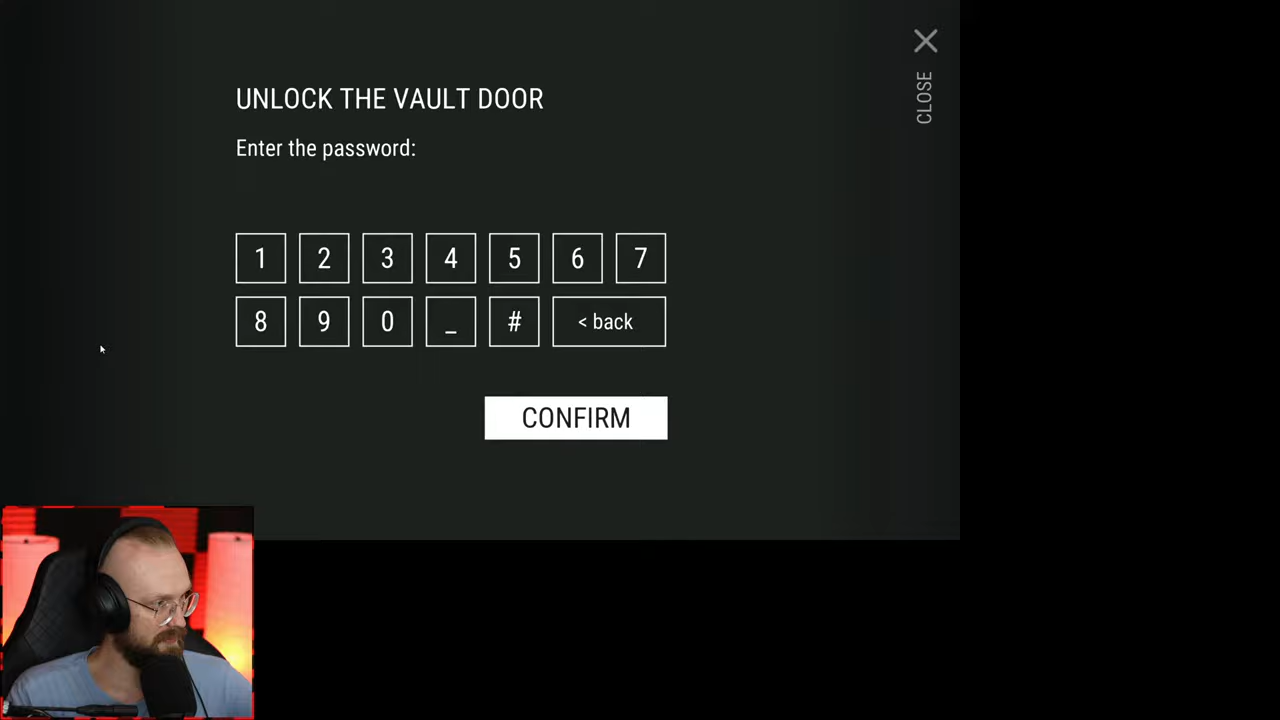 UNLOCK THE VAULT DOOR
Enter the password:
1 2 3 4 5 6 7
8 9 0 _ # < back
CONFIRM
CLOSE